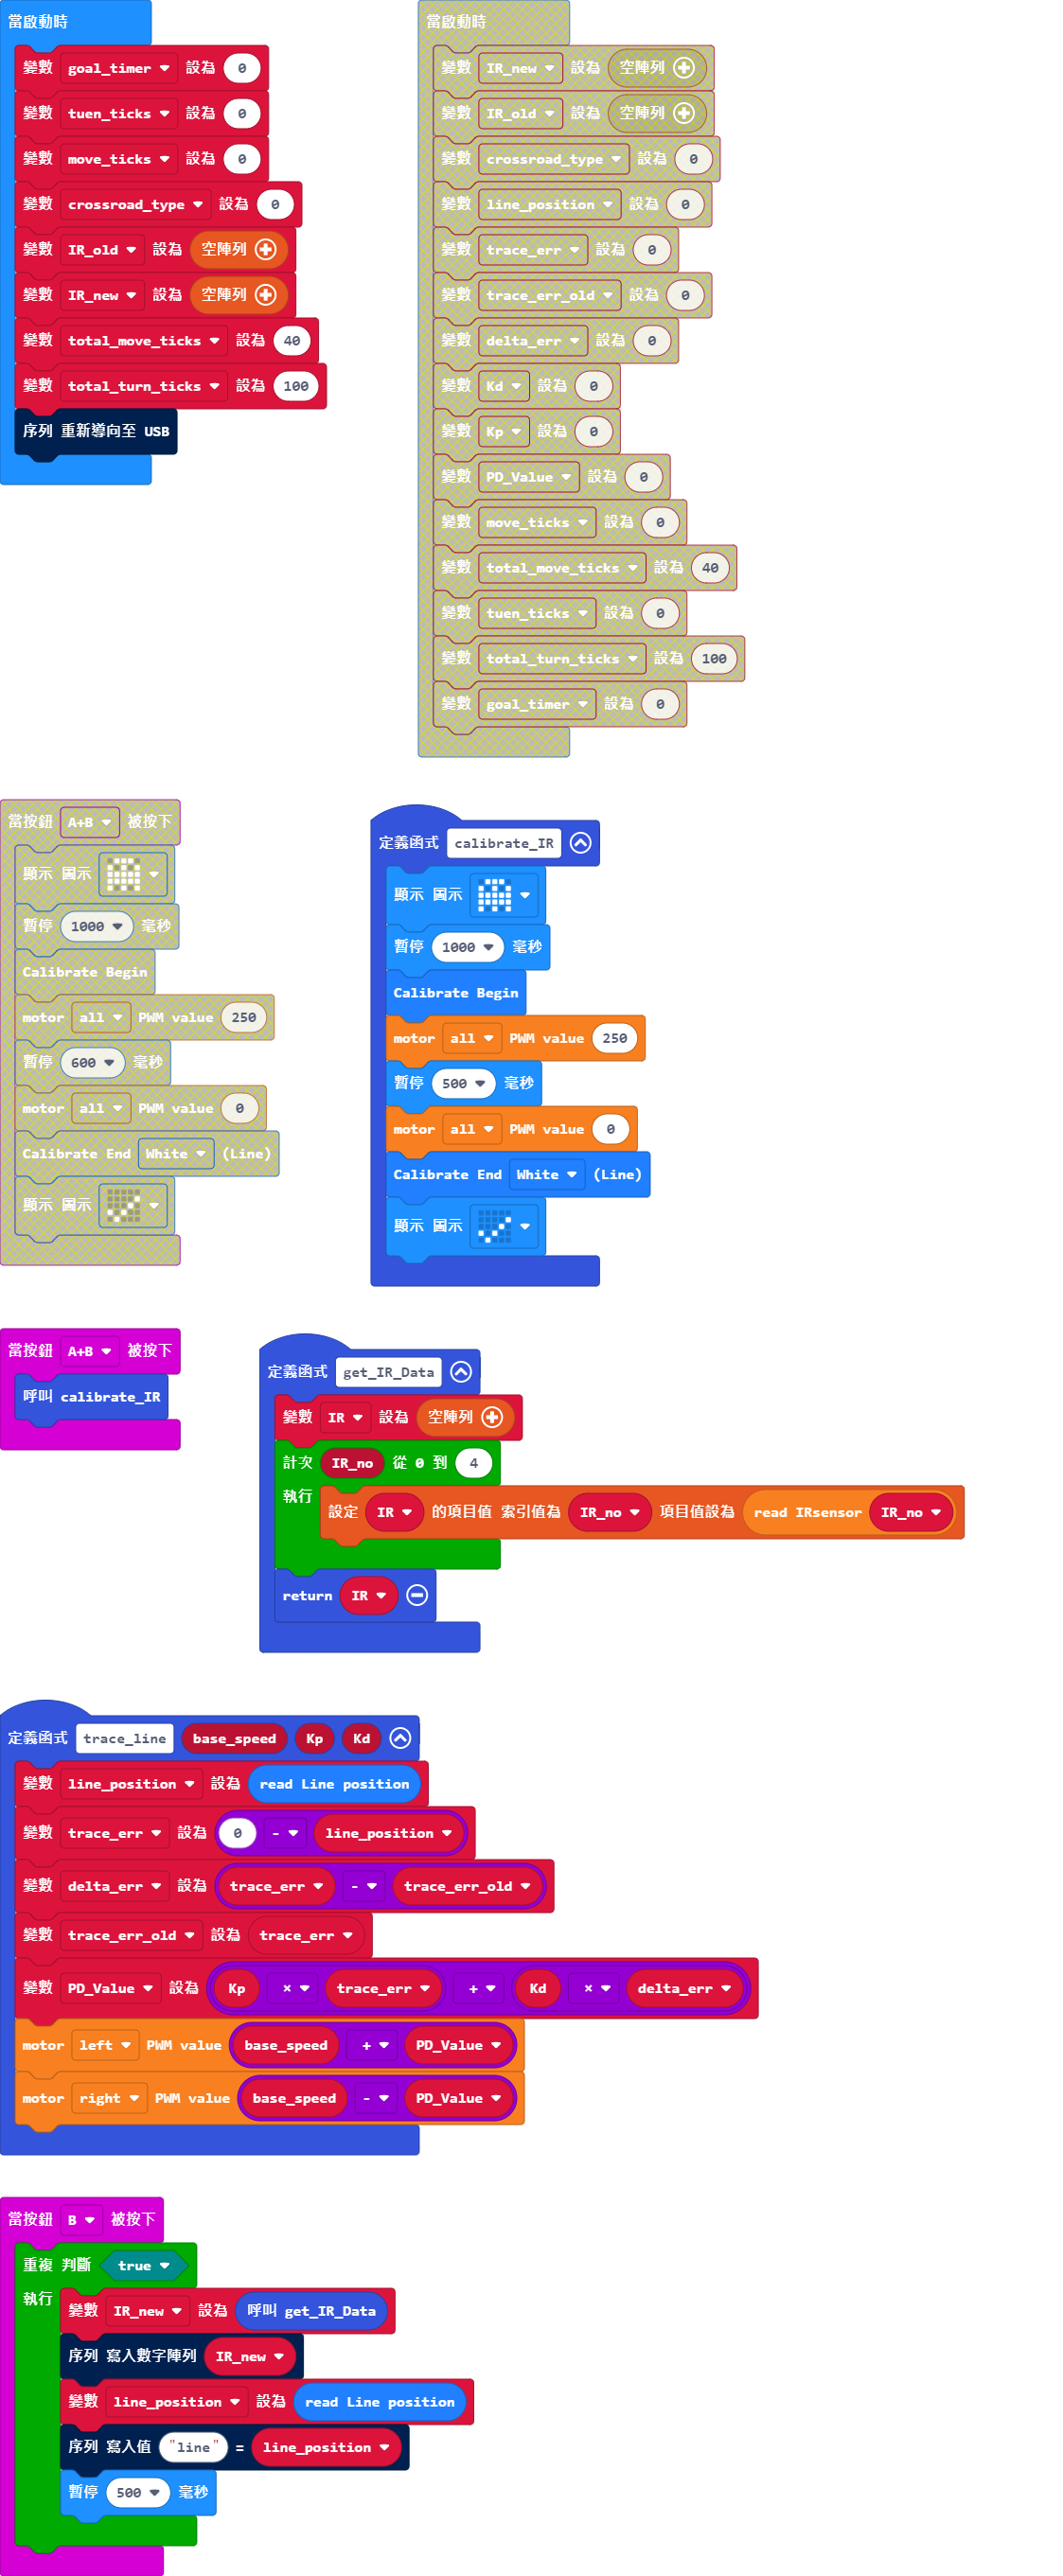 當啟動時
變數 goal_timer 設為 0
變數 tuen_ticks 設為 0
變數 move_ticks 設為 0
變數 crossroad_type 設為 0
變數 IR_old 設為 空陣列
變數 IR_new 設為 空陣列
變數 total_move_ticks 設為 40
變數 total_turn_ticks 設為 100
序列 重新導向至 USB
當啟動時
變數 IR_new 設為 空陣列
變數 IR_old 設為 空陣列
變數 crossroad_type 設為 0
變數 line_position 設為 0
變數 trace_err 設為 0
變數 trace_err_old 設為 0
變數 delta_err 設為 0
變數 Kd 設為 0
變數 Kp 設為 0
變數 PD_Value 設為 0
變數 move_ticks 設為 0
變數 total_move_ticks 設為 40
變數 tuen_ticks 設為 0
變數 total_turn_ticks 設為 100
變數 goal_timer 設為 0
當按鈕 A+B 被按下
顯示 圖示
暫停 1000 毫秒
Calibrate Begin
motor all PWM value 250
暫停 600 毫秒
motor all PWM value 0
Calibrate End White (Line)
顯示 圖示
定義函式 calibrate_IR
顯示 圖示
暫停 1000 毫秒
Calibrate Begin
motor all PWM value 250
暫停 500 毫秒
motor all PWM value 0
Calibrate End White (Line)
顯示 圖示
當按鈕 A+B 被按下
呼叫 calibrate_IR
定義函式 get_IR_Data
變數 IR 設為 空陣列
計次 IR_no 從 0 到 4
執行
設定 IR 的項目值 索引值為 IR_no 項目值設為 read IRsensor IR_no
return IR
定義函式 trace_line base_speed Kp Kd
變數 line_position 設為 read Line position
變數 trace_err 設為 0 - line_position
變數 delta_err 設為 trace_err - trace_err_old
變數 trace_err_old 設為 trace_err
變數 PD_Value 設為 Kp × trace_err + Kd × delta_err
motor left PWM value base_speed + PD_Value
motor right PWM value base_speed - PD_Value
當按鈕 B 被按下
重複 判斷 true
執行
變數 IR_new 設為 呼叫 get_IR_Data
序列 寫入數字陣列 IR_new
變數 line_position 設為 read Line position
序列 寫入值 "line" = line_position
暫停 500 毫秒